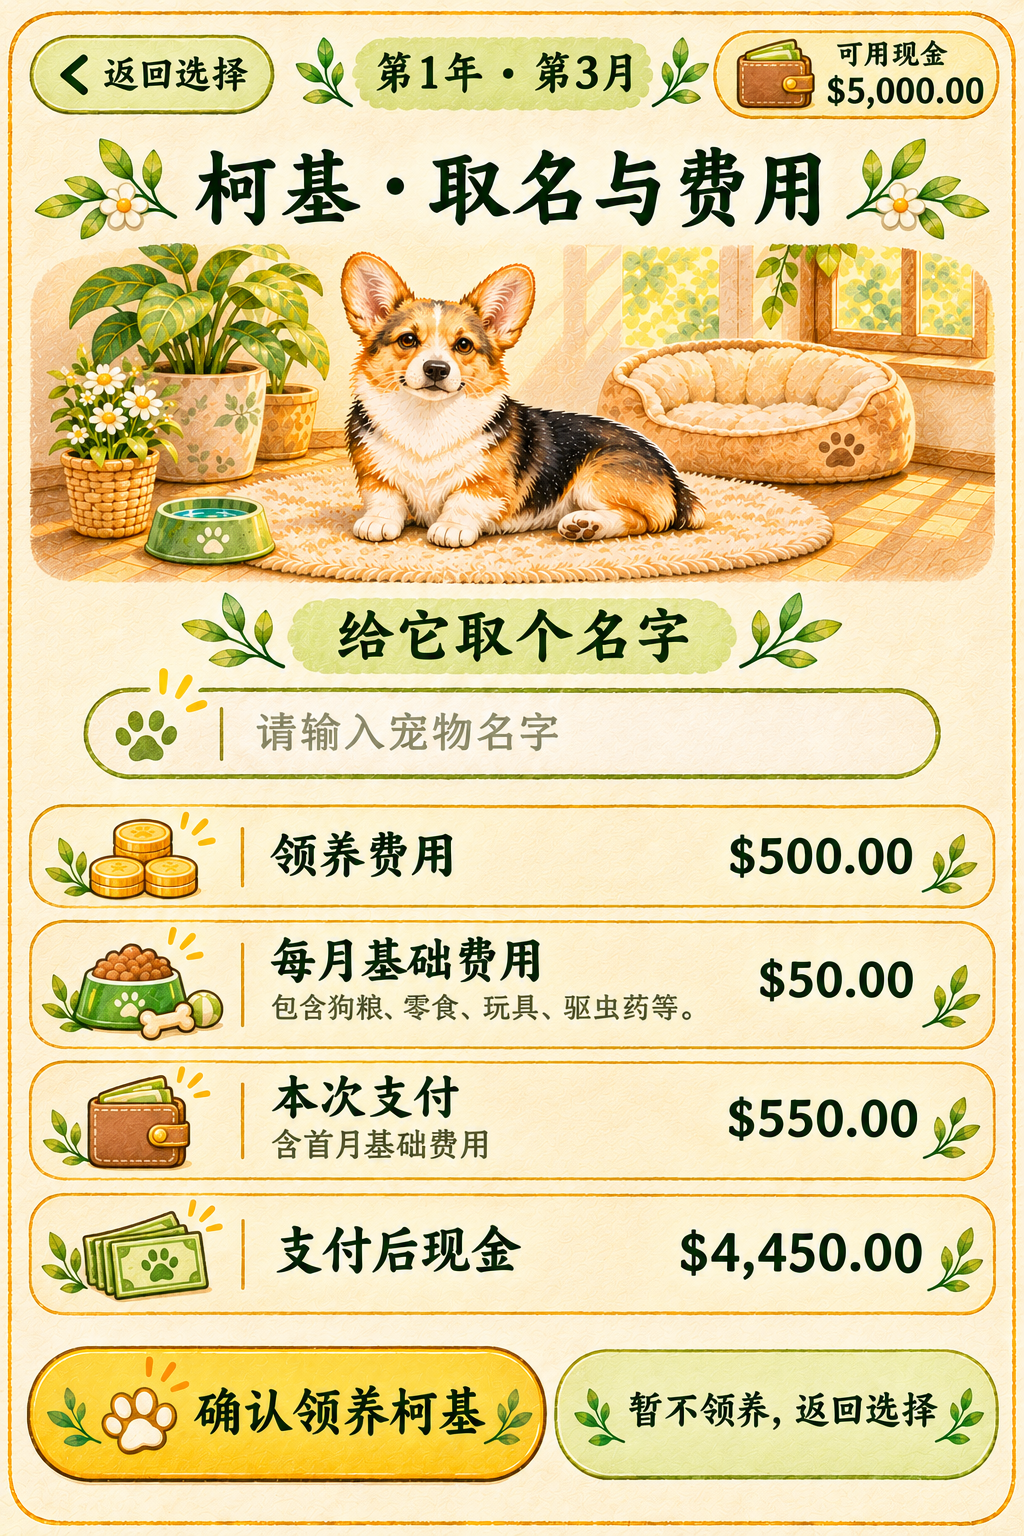 返回选择
第1年·第3月
可用现金
$5,000.00
柯基·取名与费用
给它取个名字
请输入宠物名字
领养费用
$500.00
每月基础费用
$50.00
包含狗粮、零食、玩具、驱虫药等。
本次支付
$550.00
含首月基础费用
支付后现金
$4,450.00
确认领养柯基
暂不领养, 返回选择